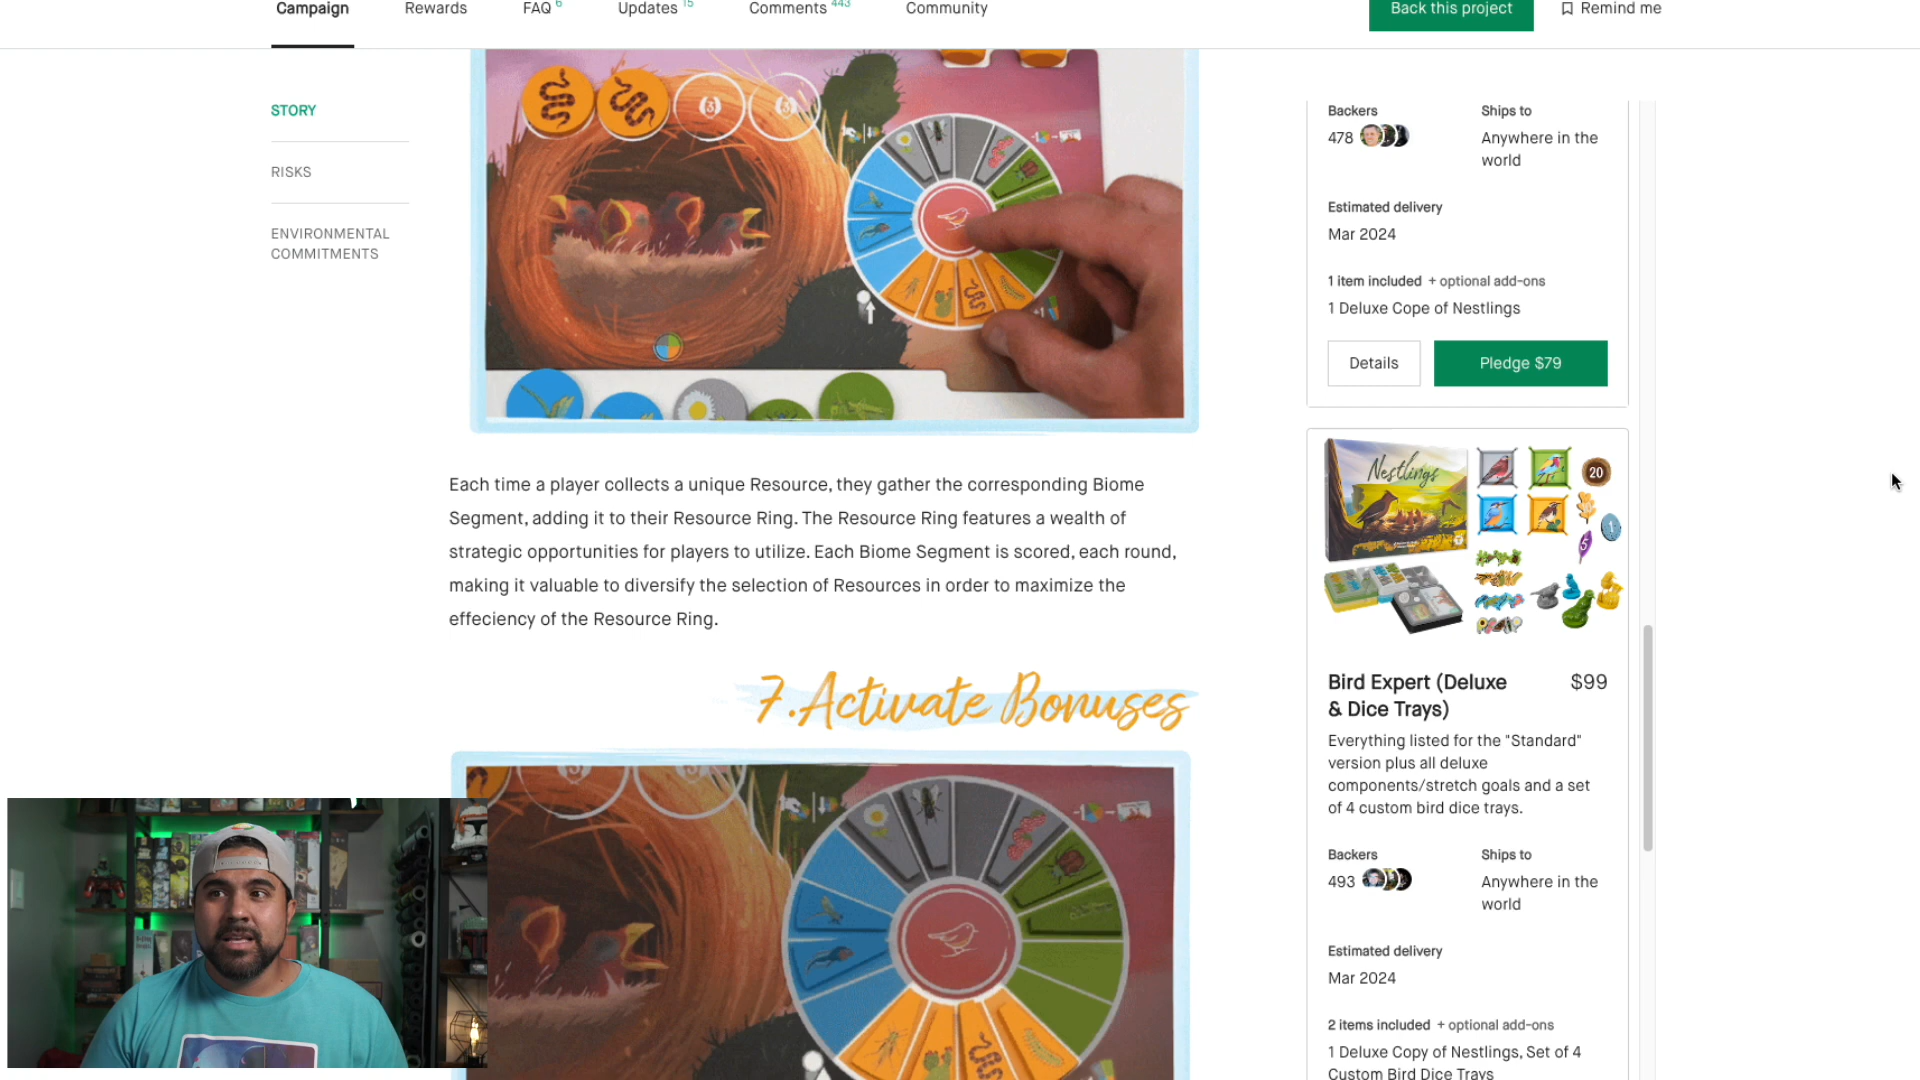 Campaign
Rewards
FAQ 6
Updates 15
Comments 443
Community
Back this project
Remind me
STORY
RISKS
ENVIRONMENTAL
COMMITMENTS
3
3
Each time a player collects a unique Resource, they gather the corresponding Biome
Segment, adding it to their Resource Ring. The Resource Ring features a wealth of
strategic opportunities for players to utilize. Each Biome Segment is scored, each round,
making it valuable to diversify the selection of Resources in order to maximize the
effeciency of the Resource Ring.
7. Activate Bonuses
Backers
478
Ships to
Anywhere in the
world
Estimated delivery
Mar 2024
1 item included + optional add-ons
1 Deluxe Cope of Nestlings
Details
Pledge $79
Nestlings
20
1
5
Bird Expert (Deluxe
& Dice Trays)
$99
Everything listed for the "Standard"
version plus all deluxe
components/stretch goals and a set
of 4 custom bird dice trays.
Backers
493
Ships to
Anywhere in the
world
Estimated delivery
Mar 2024
2 items included + optional add-ons
1 Deluxe Copy of Nestlings, Set of 4
Custom Bird Dice Trays